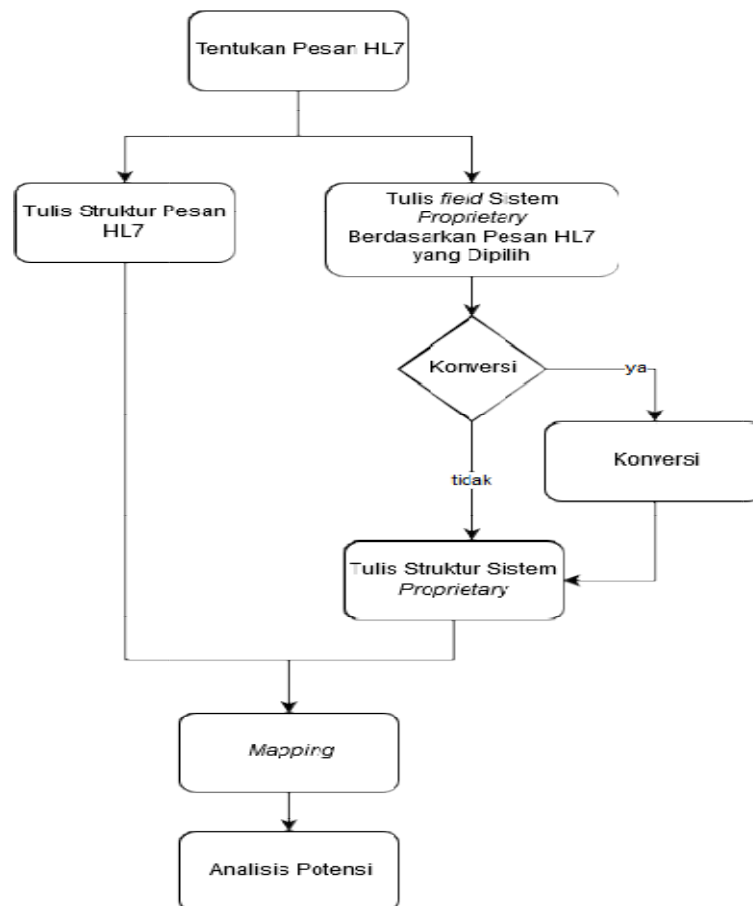 Tentukan Pesan HL7
Tulis Struktur Pesan
HL7
Tulis field Sistem
Proprietary
Berdasarkan Pesan HL7
yang Dipilih
Konversi
ya
Konversi
tidak
Tulis Struktur Sistem
Proprietary
Mapping
Analisis Potensi